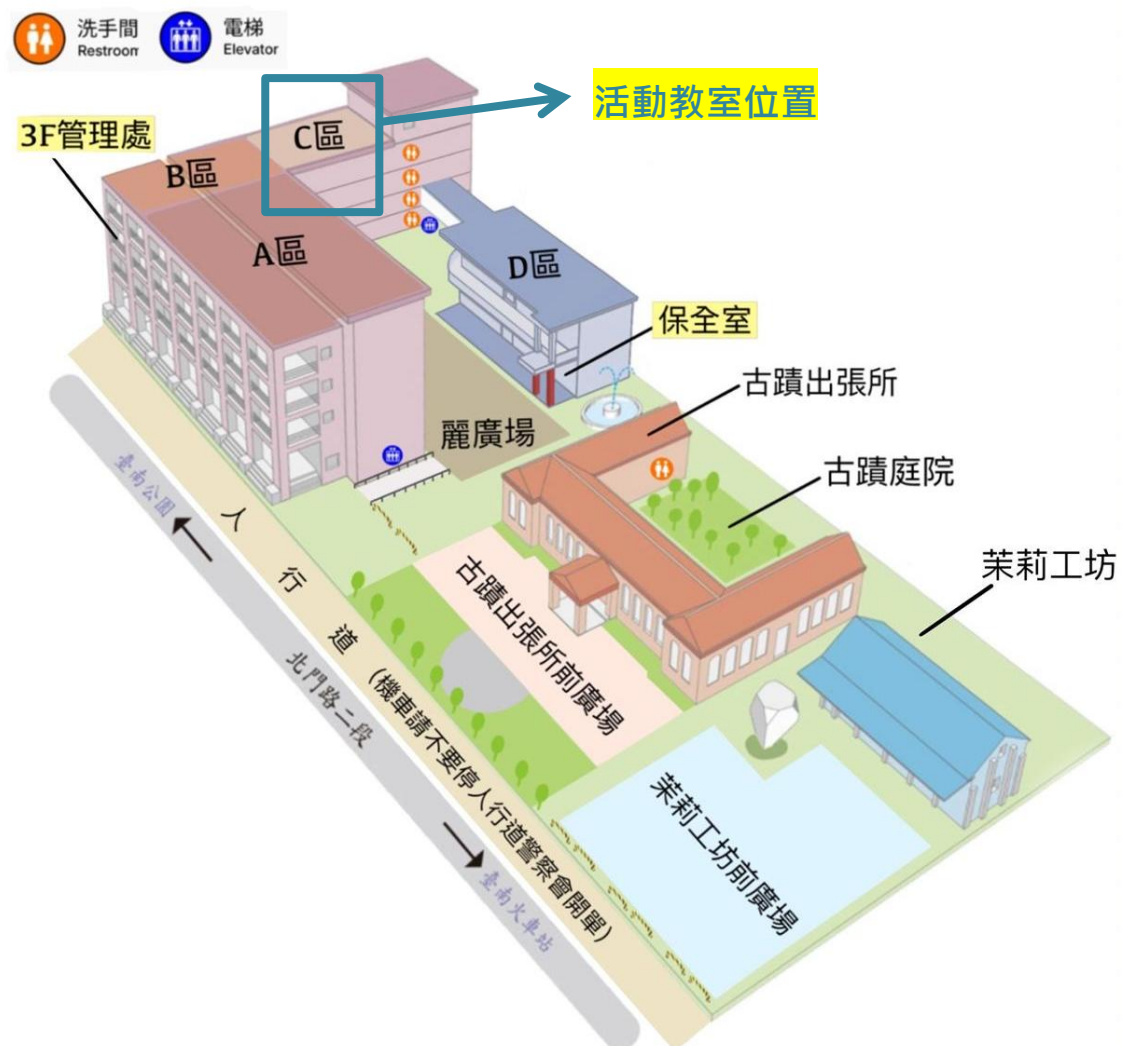 洗手間
Restroom
電梯
Elevator
活動教室位置
3F管理處
C區
B區
A區
D區
保全室
古蹟出張所
麗廣場
古蹟庭院
茉莉工坊
臺南公園
人行道(機車請不要停人行道警察會開單)
古蹟出張所前廣場
北門路二段
茉莉工坊前廣場
臺南火車站